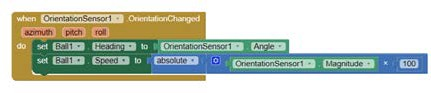 when OrientationSensor1 .OrientationChanged
azimuth pitch roll
do set Ball1 . Heading to OrientationSensor1 . Angle
set Ball1 . Speed to absolute OrientationSensor1 . Magnitude × 100